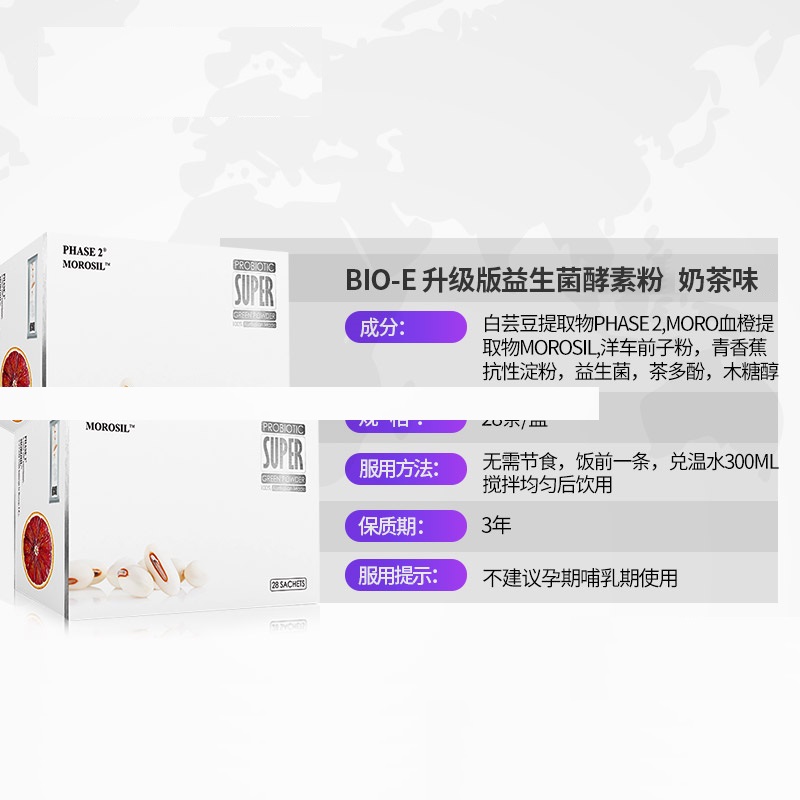 PHASE 2®
MOROSIL™
PROBIOTIC
SUPER
GREEN POWDER
BIO-E 升级版益生菌酵素粉 奶茶味
成分：
白芸豆提取物PHASE 2,MORO血橙提
取物MOROSIL,洋车前子粉，青香蕉
抗性淀粉，益生菌，茶多酚，木糖醇
MOROSIL™
PROBIOTIC
SUPER
GREEN POWDER
28 SACHETS
服用方法：
无需节食，饭前一条，兑温水300ML
搅拌均匀后饮用
保质期：
3年
服用提示：
不建议孕期哺乳期使用